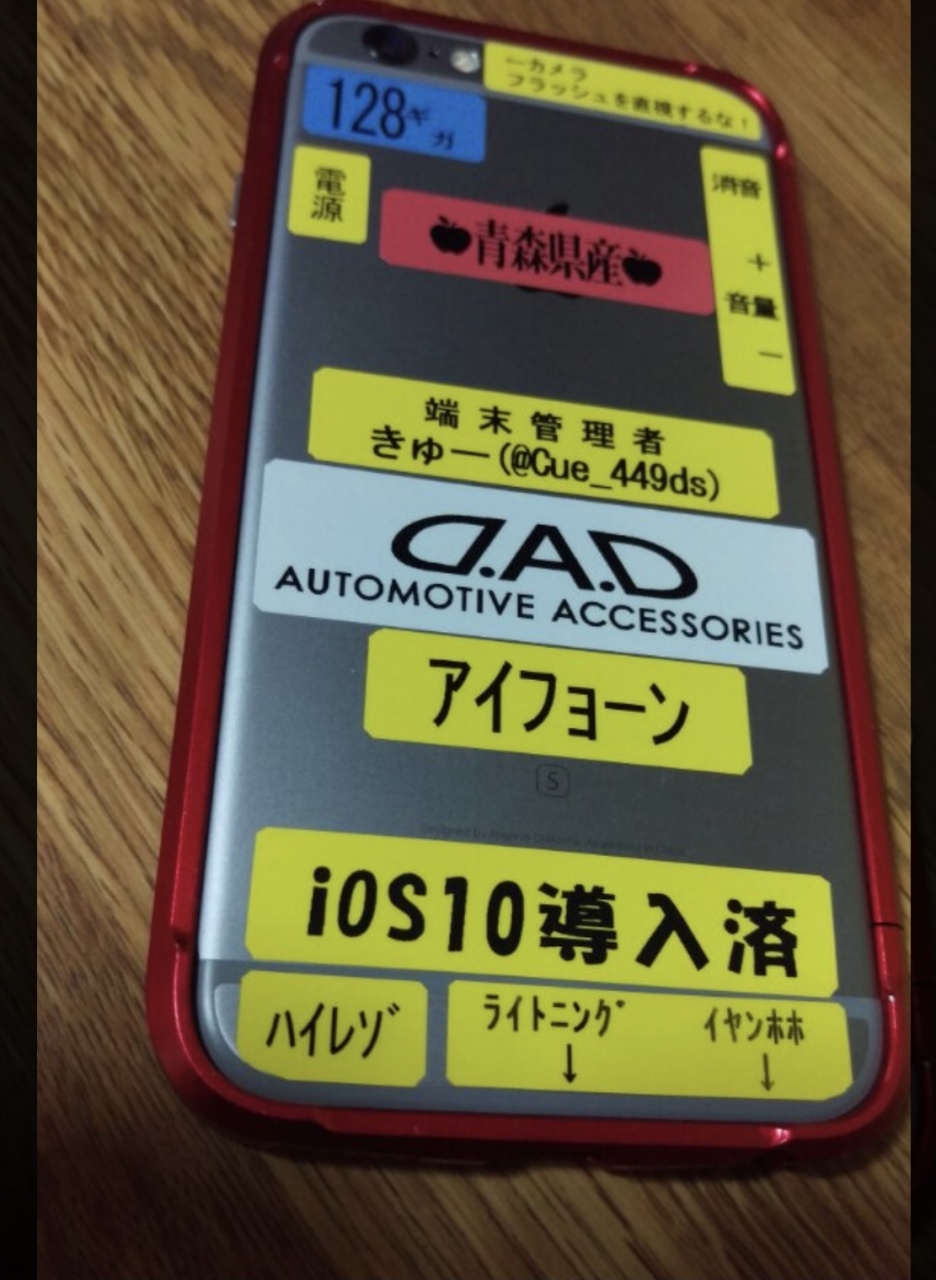 ←カメラ
フラッシュを直視するな!
128ギガ
電源
消音
青森県産
+
音量
-
端末管理者
きゅー(@Cue_449ds)
D.A.D
AUTOMOTIVE ACCESSORIES
アイフォーン
S
iOS10導入済
ハイレゾ
ライトニング
イヤンホホ
↓
↓